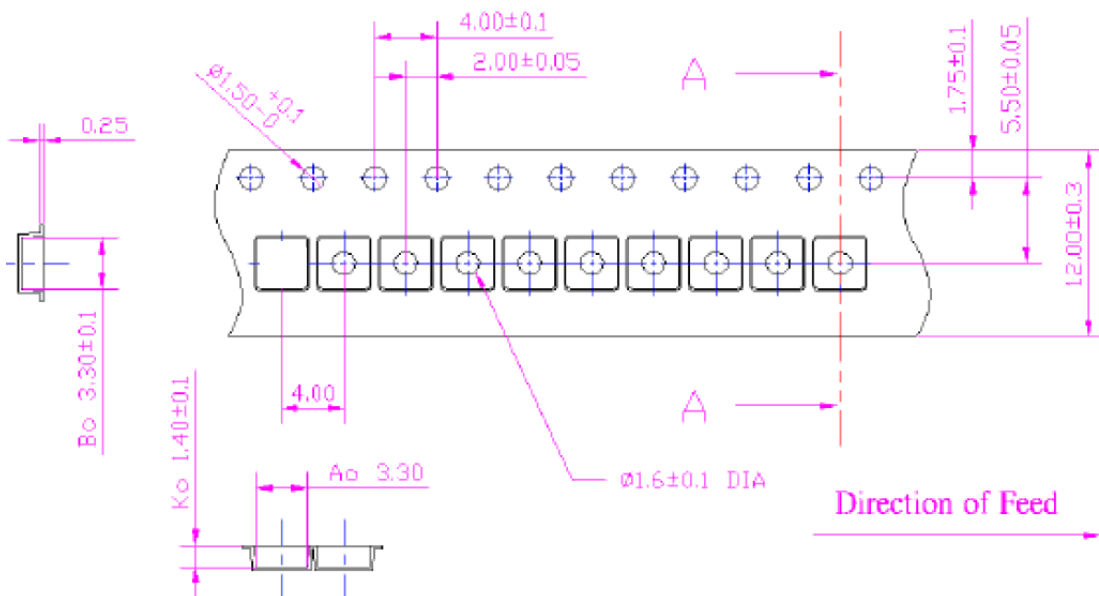 4.00±0.1
2.00±0.05
Ø1.50 +0.1 -0
0.25
A
1.75±0.1
5.50±0.05
12.00±0.3
Bo 3.30±0.1
4.00
A
Ko 1.40±0.1
Ao 3.30
Ø1.6±0.1 DIA
Direction of Feed